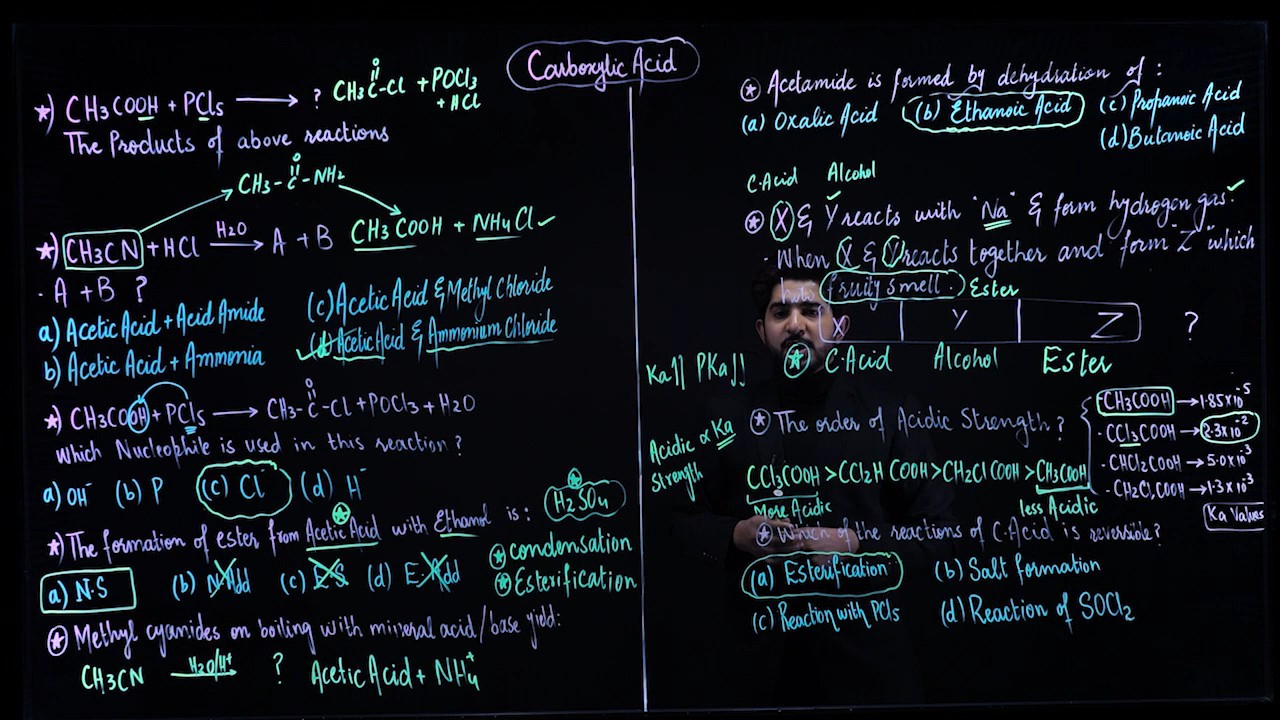 Carboxylic Acid
*) CH3COOH + PCl5 ⟶ ? CH3-C-Cl + POCl3
O
+ HCl
The Products of above reactions
O
CH3 - C - NH2
*) CH3CN + HCl H2O ⟶ A + B CH3COOH + NH4Cl ✓
· A + B ?
a) Acetic Acid + Acid Amide (c) Acetic Acid & Methyl Chloride
b) Acetic Acid + Ammonia ✓(d) Acetic Acid & Ammonium Chloride
O
*) CH3COOH + PCl5 ⟶ CH3-C-Cl + POCl3 + H2O
Which Nucleophile is used in this reaction?
a) OH⁻ (b) P (c) Cl⁻ (d) H⁻
H2SO4
*) The formation of ester from Acetic Acid with Ethanol is:
a) N.S (b) N.Add (c) E.S (d) E.Add
condensation
Esterification
Methyl cyanides on boiling with mineral acid/base yield:
CH3CN H2O/H⁺ ⟶ ? Acetic Acid + NH4⁺
Acetamide is formed by dehydration of :
(a) Oxalic Acid (b) Ethanoic Acid (c) Propanoic Acid
(d) Butanoic Acid
C.Acid Alcohol
X & Y reacts with "Na" & form hydrogen gas. ✓
· When X & Y reacts together and form "Z" which
fruity smell. Ester
X Y Z ?
C.Acid Alcohol Ester
Ka↑↑ PKa↓↓
The order of Acidic Strength?
Acidic ∝ Ka
strength
- CH3COOH → 1.85×10⁻⁵
· CCl3COOH → 2.3×10⁻²
· CHCl2COOH → 5.0×10⁻³
· CH2ClCOOH → 1.3×10⁻³
Ka Values
CCl3COOH > CCl2H COOH > CH2Cl COOH > CH3COOH
More Acidic less Acidic
Which of the reactions of C.Acid is reversible?
(a) Esterification (b) Salt formation
(c) Reaction with PCl5 (d) Reaction of SOCl2